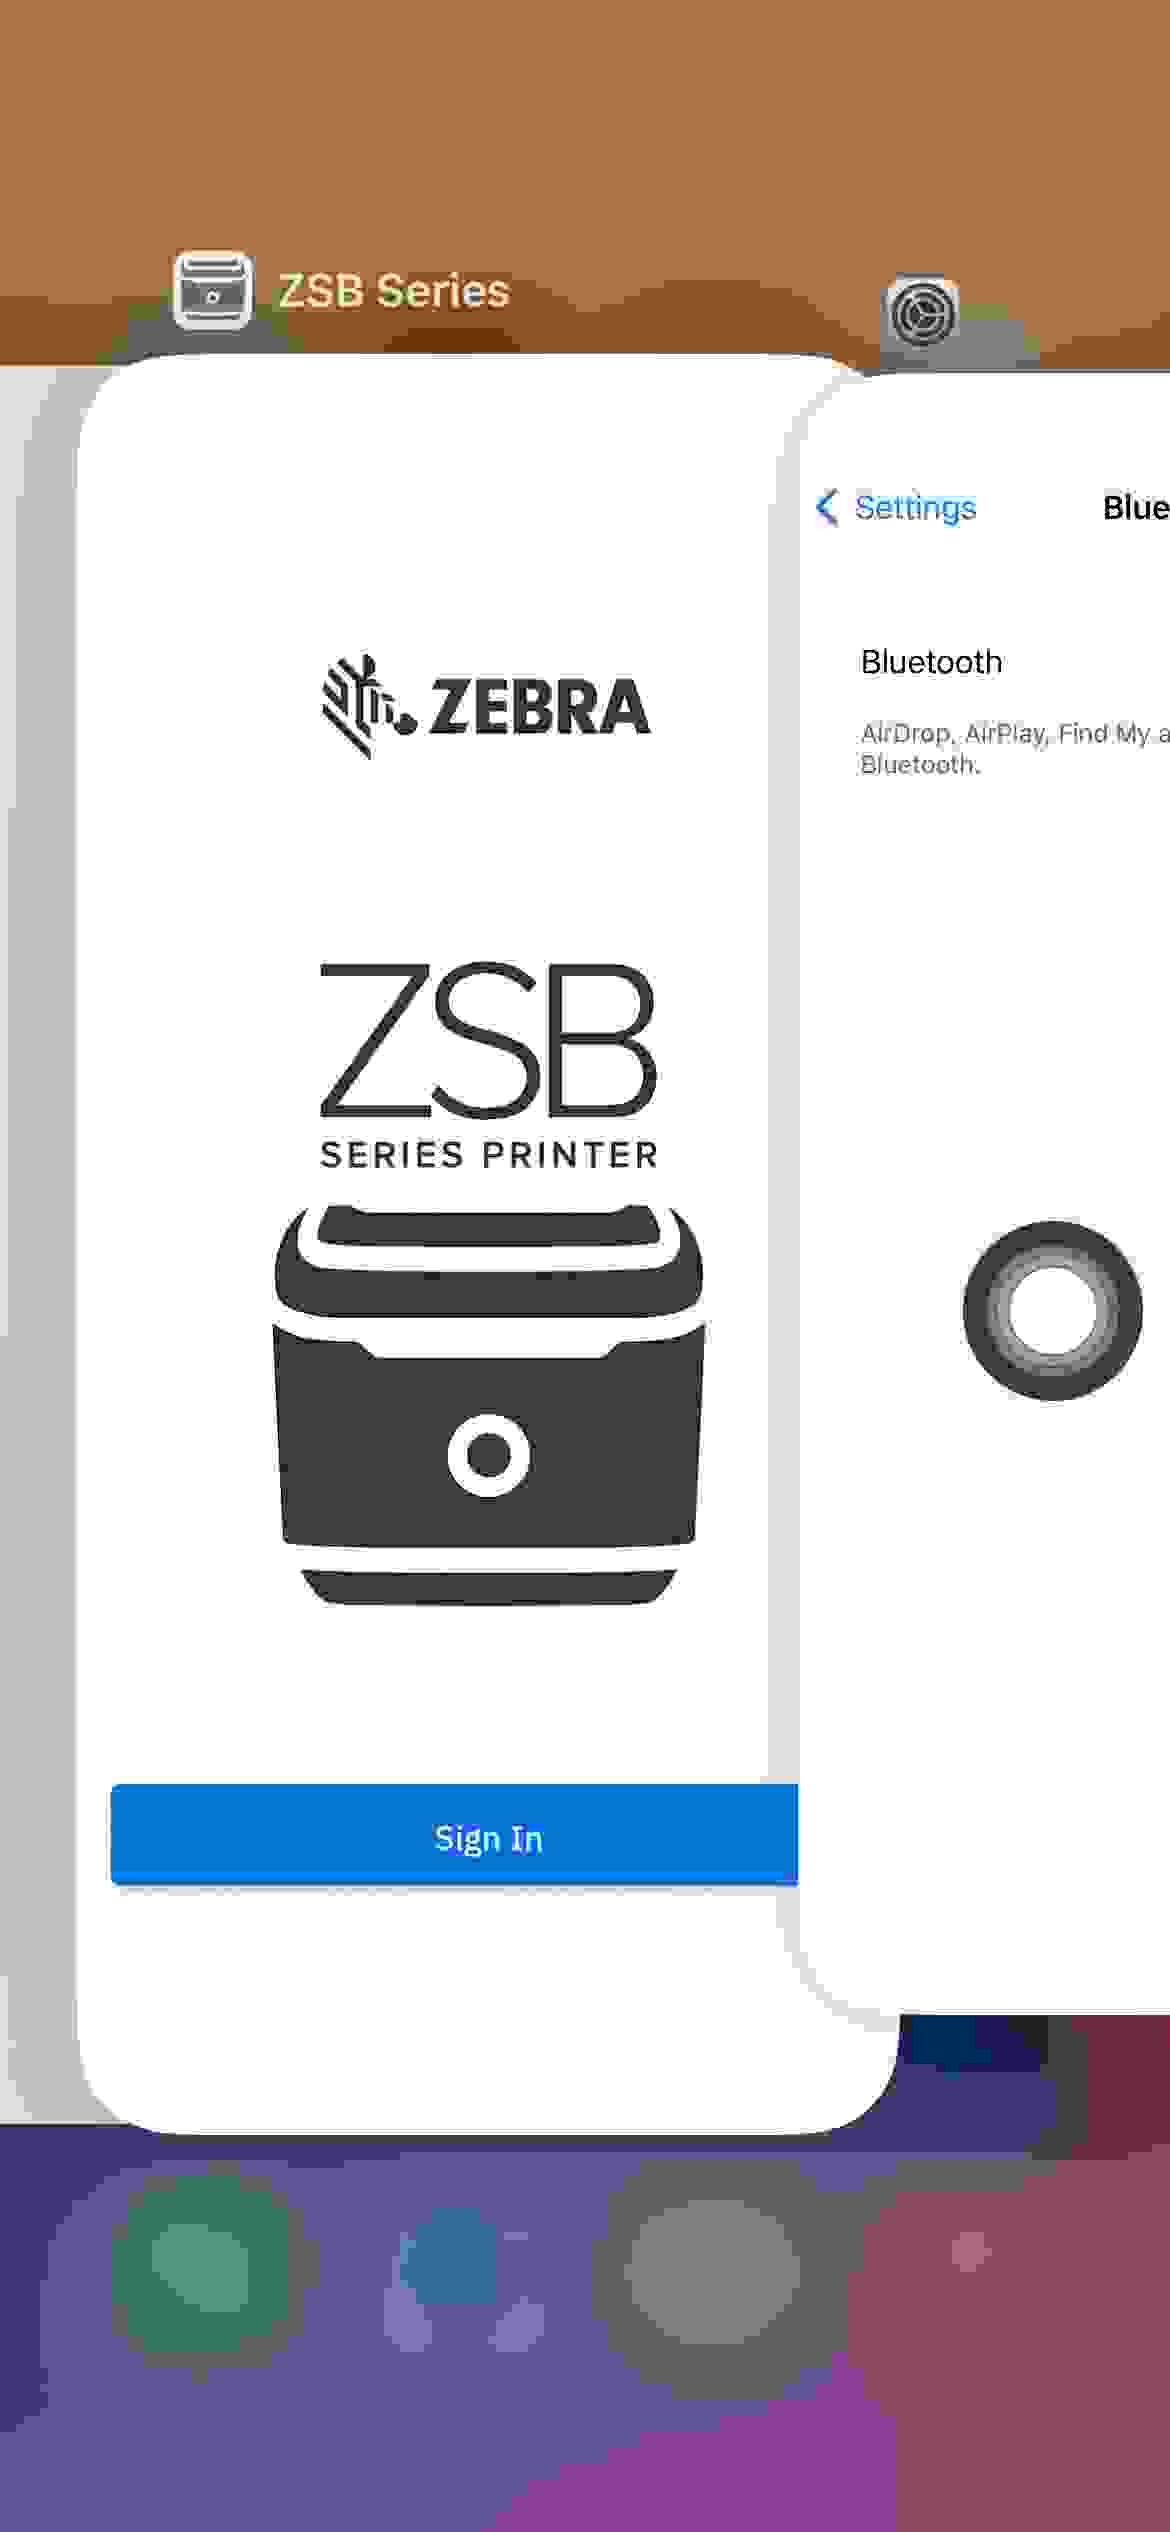 ZSB Series
Settings
Blue
Bluetooth
AirDrop, AirPlay, Find My a
Bluetooth.
ZEBRA
ZSB
SERIES PRINTER
Sign In